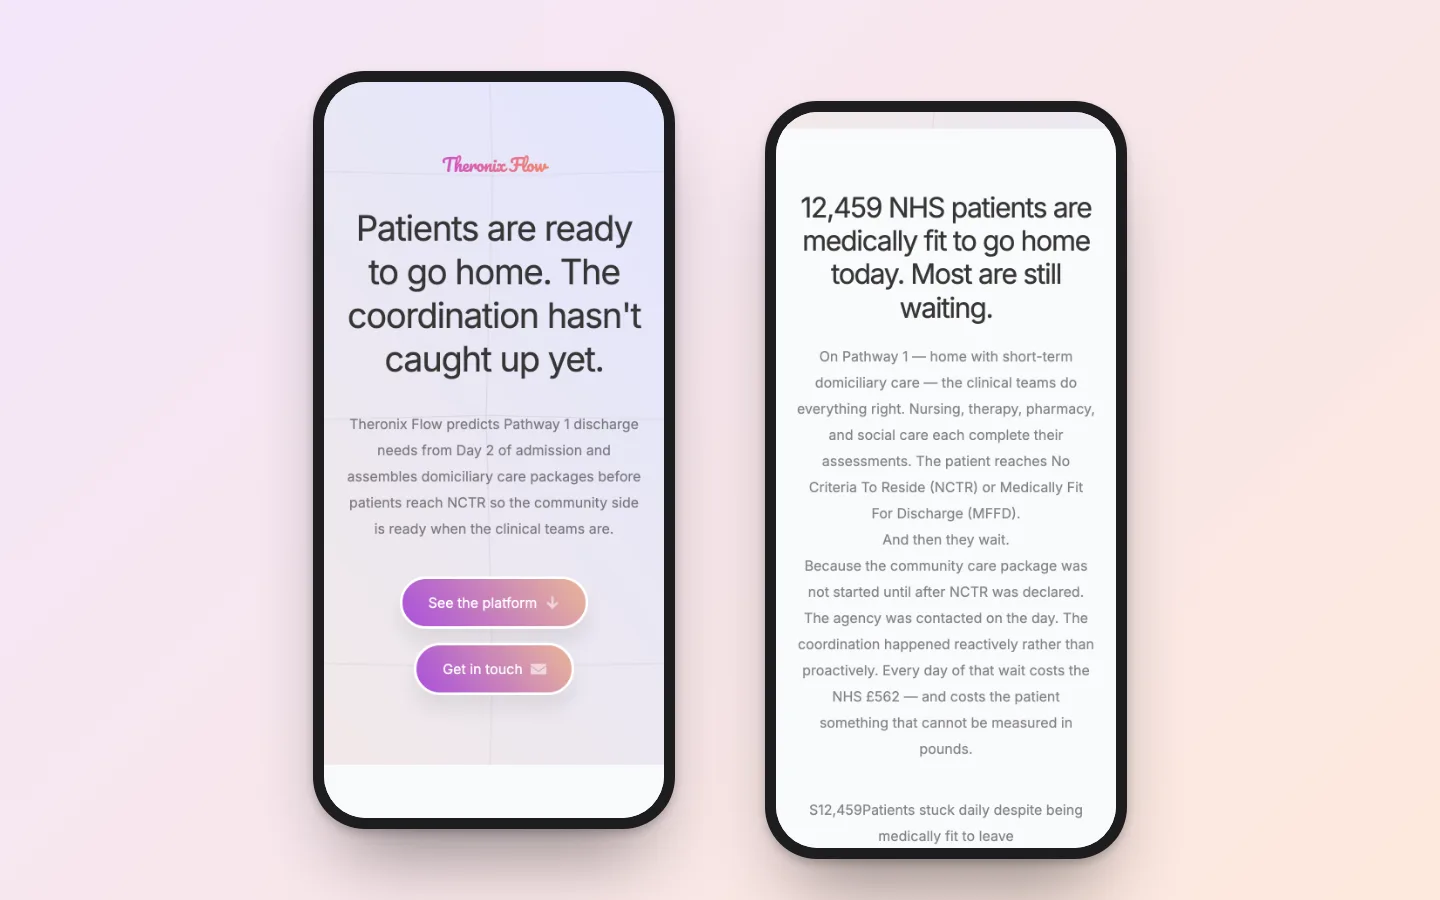 Theronix Flow
Patients are ready
to go home. The
coordination hasn't
caught up yet.
Theronix Flow predicts Pathway 1 discharge
needs from Day 2 of admission and
assembles domiciliary care packages before
patients reach NCTR so the community side
is ready when the clinical teams are.
See the platform
Get in touch
12,459 NHS patients are
medically fit to go home
today. Most are still
waiting.
On Pathway 1 — home with short-term
domiciliary care — the clinical teams do
everything right. Nursing, therapy, pharmacy,
and social care each complete their
assessments. The patient reaches No
Criteria To Reside (NCTR) or Medically Fit
For Discharge (MFFD).
And then they wait.
Because the community care package was
not started until after NCTR was declared.
The agency was contacted on the day. The
coordination happened reactively rather than
proactively. Every day of that wait costs the
NHS £562 — and costs the patient
something that cannot be measured in
pounds.
S12,459Patients stuck daily despite being
medically fit to leave